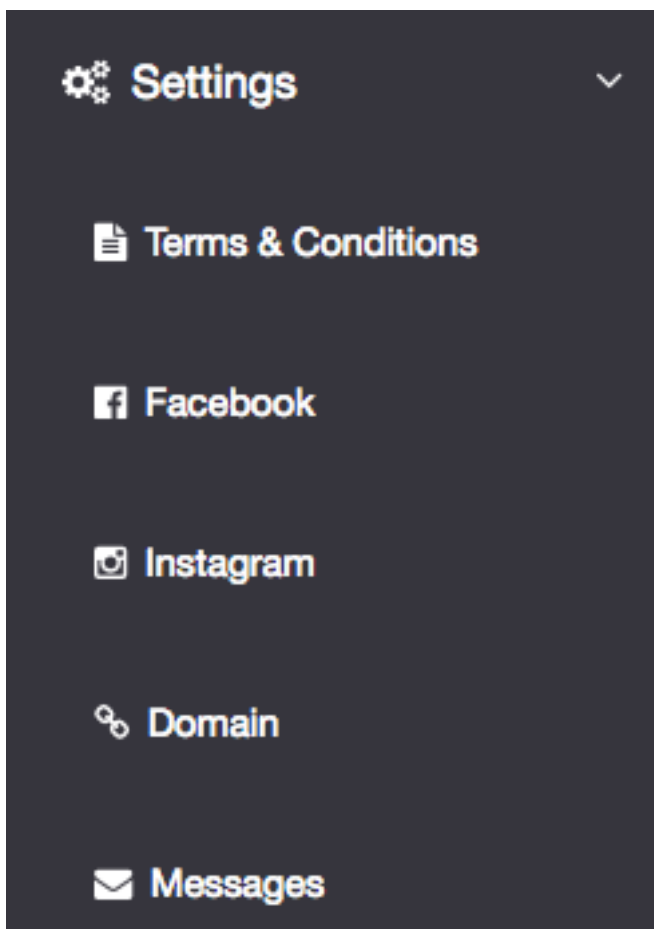 Settings
Terms & Conditions
Facebook
Instagram
Domain
Messages